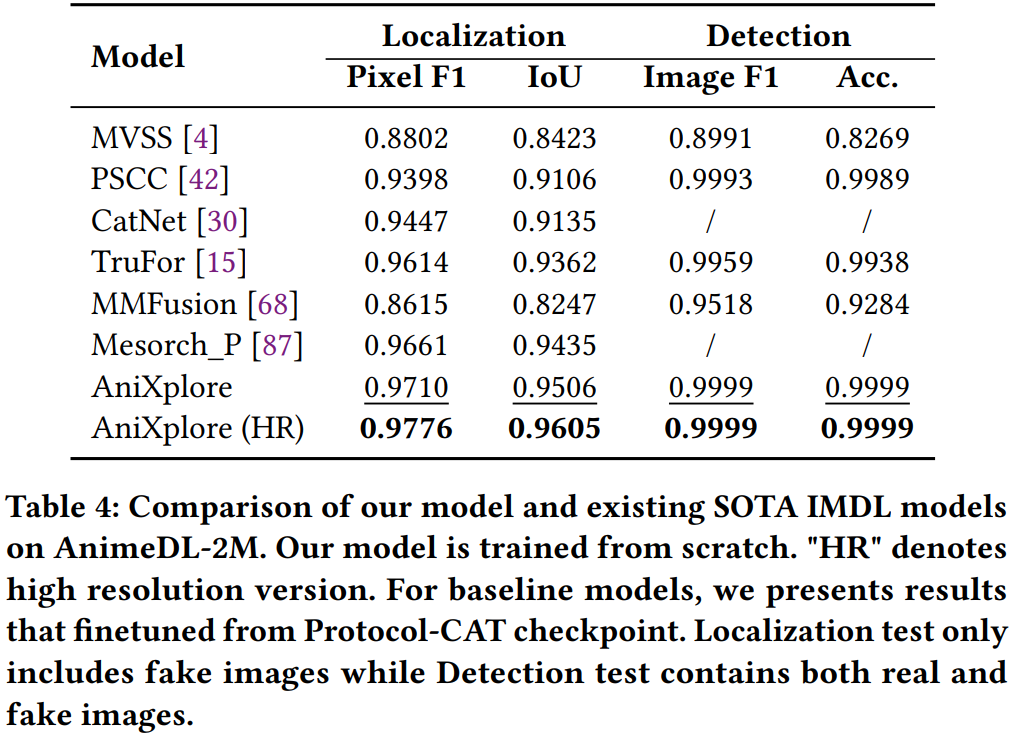 Model Localization Detection
Pixel F1 IoU Image F1 Acc.
MVSS [4] 0.8802 0.8423 0.8991 0.8269
PSCC [42] 0.9398 0.9106 0.9993 0.9989
CatNet [30] 0.9447 0.9135 / /
TruFor [15] 0.9614 0.9362 0.9959 0.9938
MMFusion [68] 0.8615 0.8247 0.9518 0.9284
Mesorch_P [87] 0.9661 0.9435 / /
AniXplore 0.9710 0.9506 0.9999 0.9999
AniXplore (HR) 0.9776 0.9605 0.9999 0.9999
Table 4: Comparison of our model and existing SOTA IMDL models
on AnimeDL-2M. Our model is trained from scratch. "HR" denotes
high resolution version. For baseline models, we presents results
that finetuned from Protocol-CAT checkpoint. Localization test only
includes fake images while Detection test contains both real and
fake images.